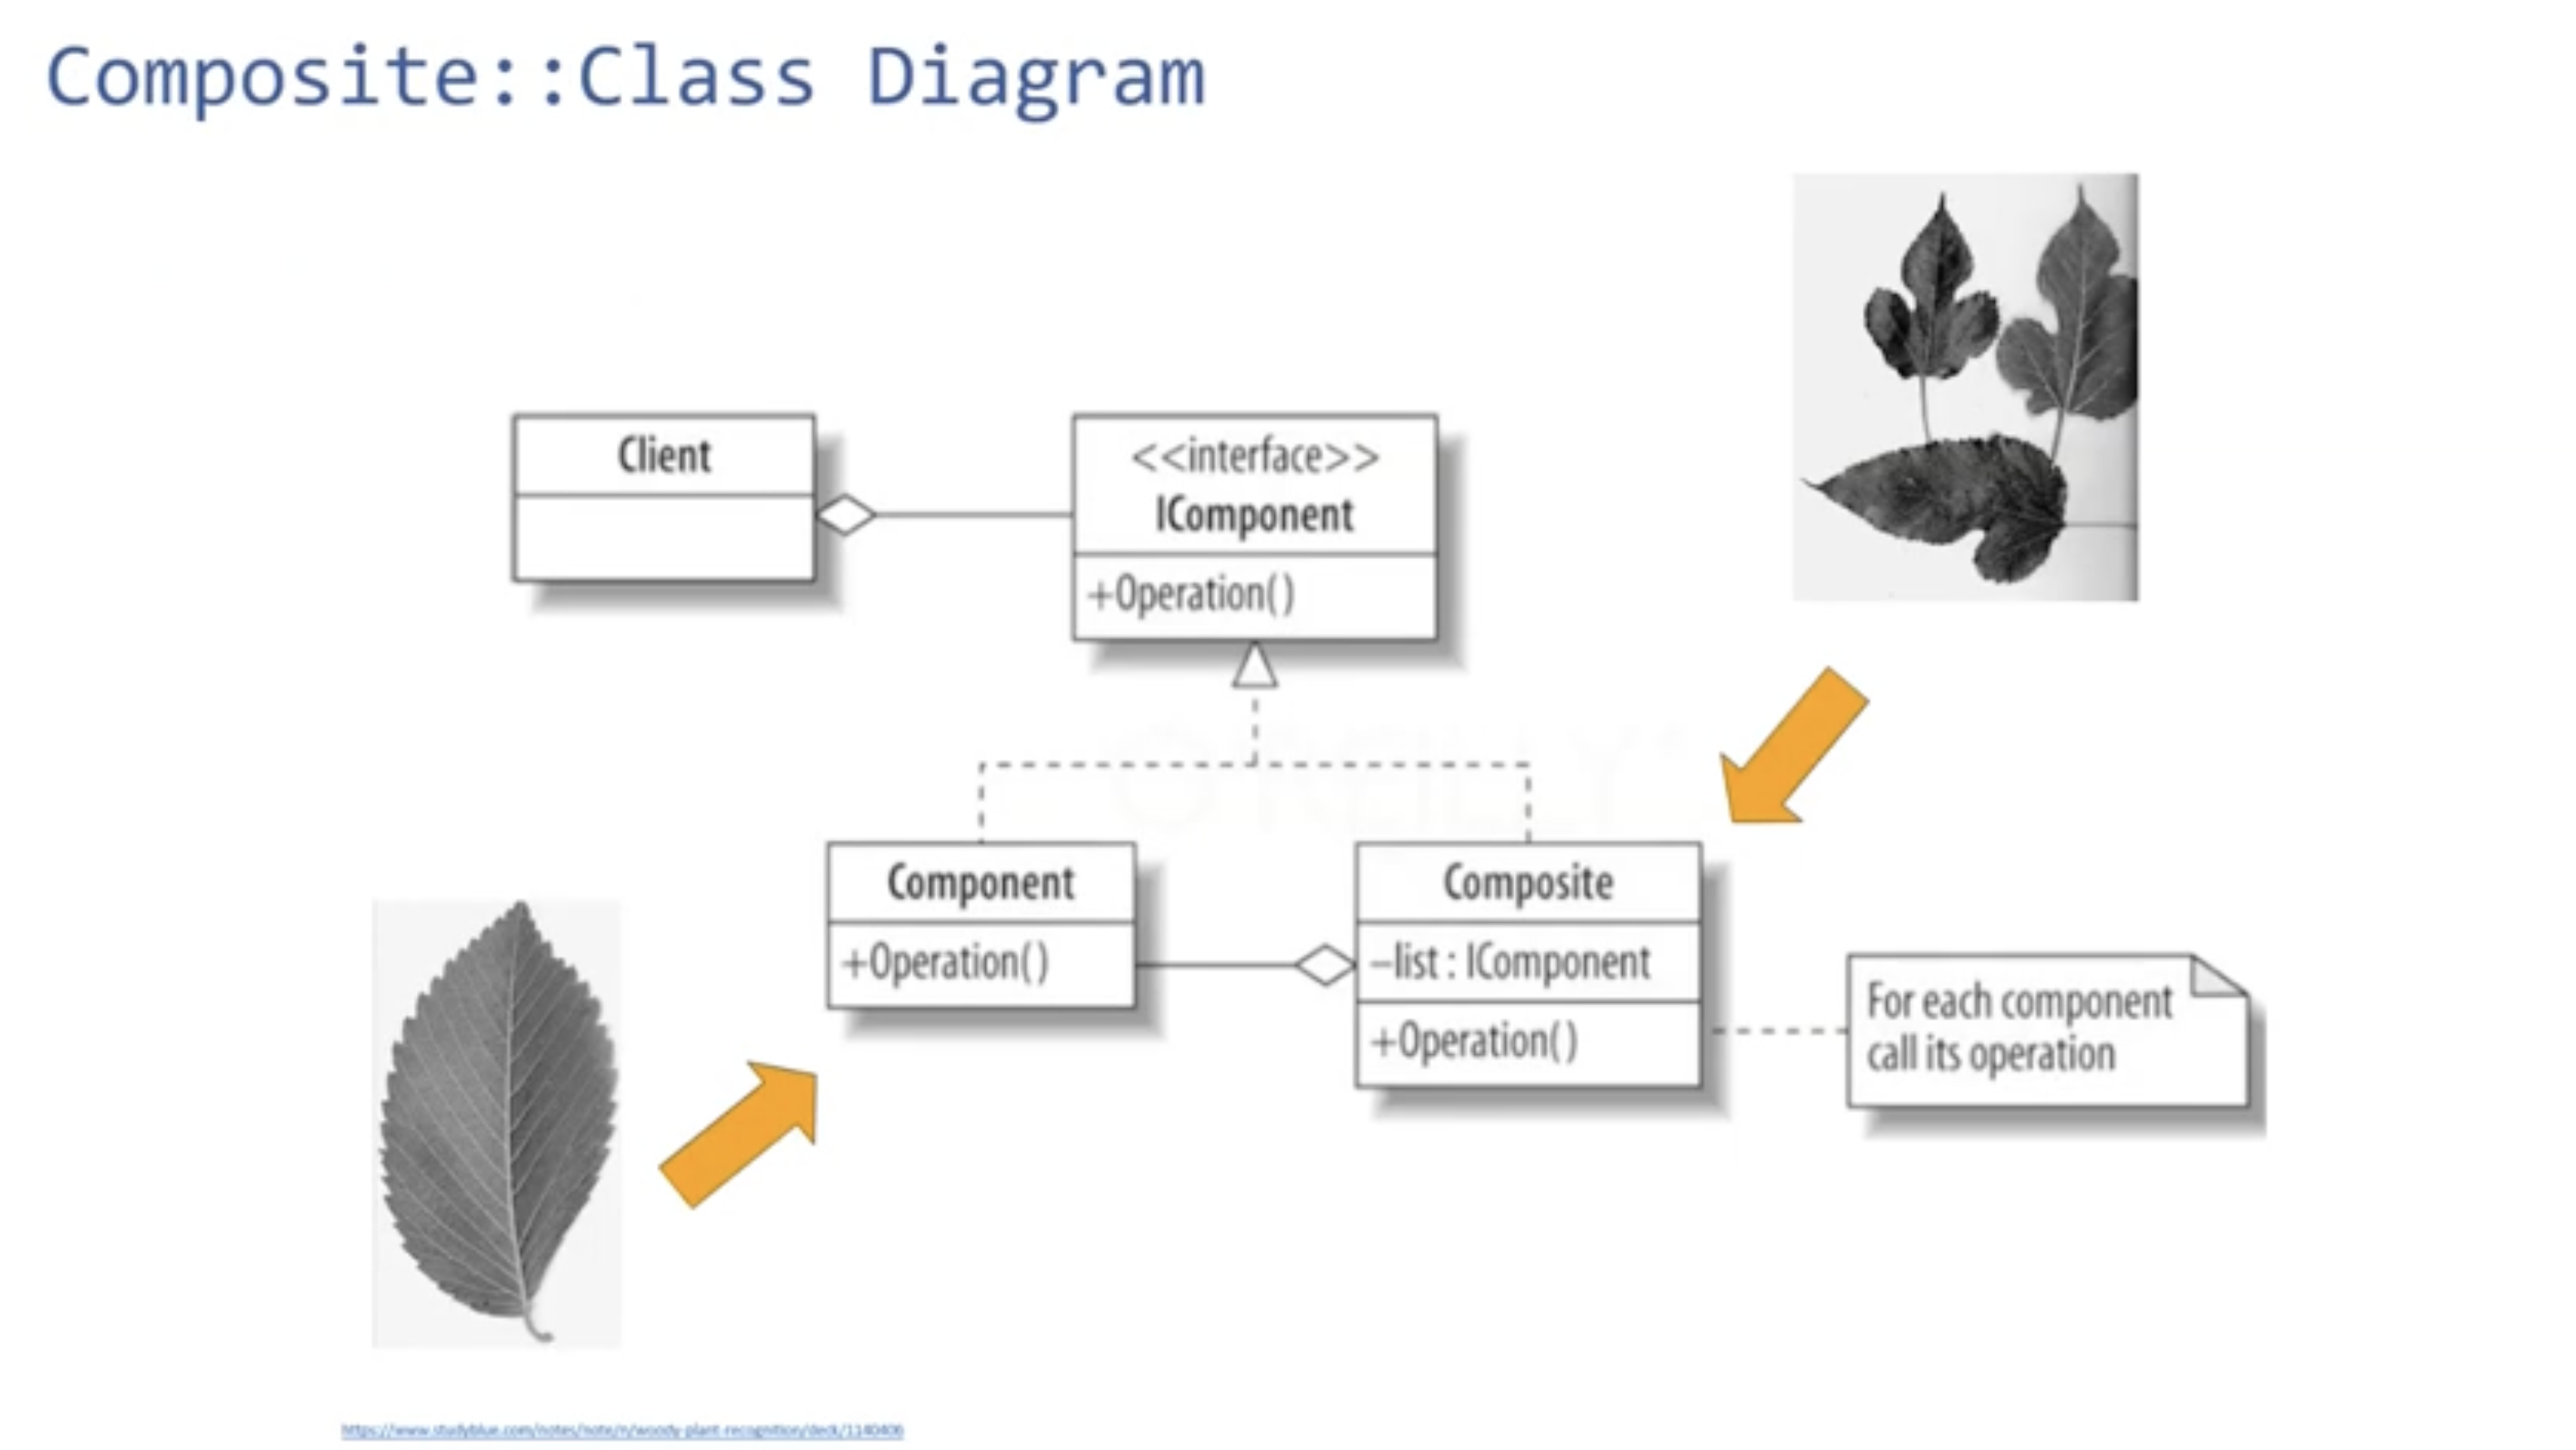 Composite::Class Diagram
Client
<<interface>>
IComponent
+Operation()
O'REILLY
Component
+Operation()
Composite
–list : IComponent
+Operation()
For each component
call its operation
https://www.studyblue.com/notes/note/n/woody-plant-recognition/deck/1140406